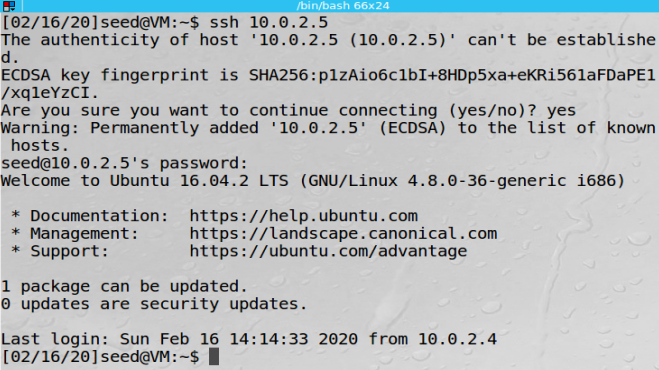 /bin/bash 66x24
[02/16/20]seed@VM:~$ ssh 10.0.2.5
The authenticity of host '10.0.2.5 (10.0.2.5)' can't be establishe
d.
ECDSA key fingerprint is SHA256:p1zAio6c1bI+8HDp5xa+eKRi561aFDaPE1
/xq1eYzCI.
Are you sure you want to continue connecting (yes/no)? yes
Warning: Permanently added '10.0.2.5' (ECDSA) to the list of known
 hosts.
seed@10.0.2.5's password:
Welcome to Ubuntu 16.04.2 LTS (GNU/Linux 4.8.0-36-generic i686)

 * Documentation:  https://help.ubuntu.com
 * Management:     https://landscape.canonical.com
 * Support:        https://ubuntu.com/advantage

1 package can be updated.
0 updates are security updates.

Last login: Sun Feb 16 14:14:33 2020 from 10.0.2.4
[02/16/20]seed@VM:~$